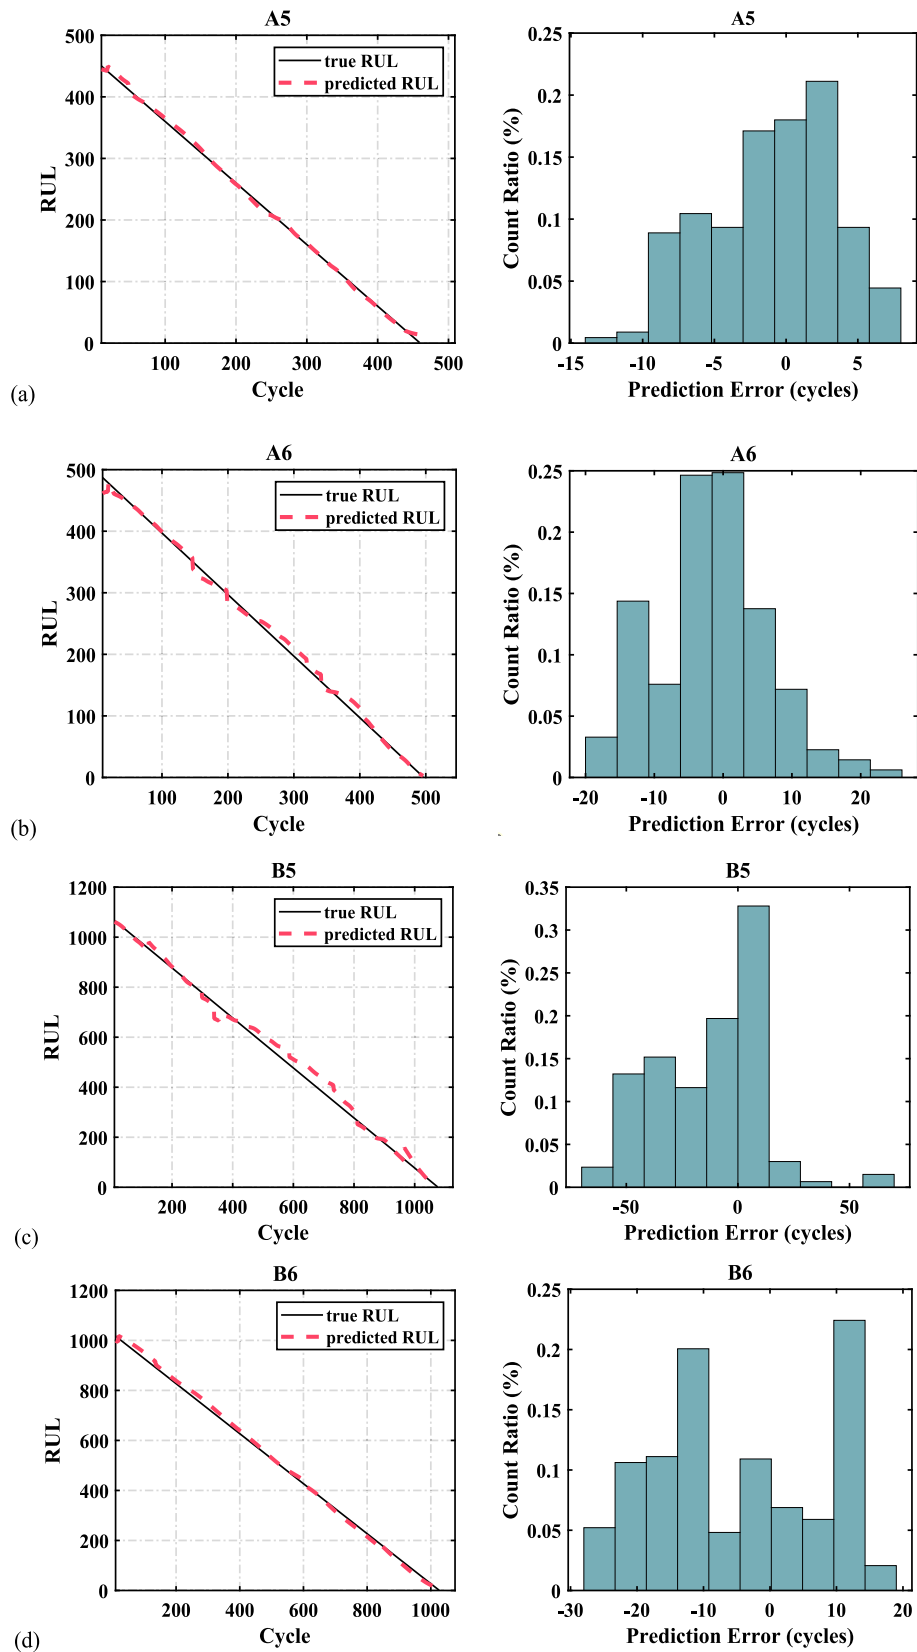 A5
500
400
300
200
100
0
RUL
true RUL
predicted RUL
100 200 300 400 500
Cycle
(a)
A5
0.25
0.2
0.15
0.1
0.05
0
Count Ratio (%)
-15 -10 -5 0 5
Prediction Error (cycles)
A6
500
400
300
200
100
0
RUL
true RUL
predicted RUL
100 200 300 400 500
Cycle
(b)
A6
0.25
0.2
0.15
0.1
0.05
0
Count Ratio (%)
-20 -10 0 10 20
Prediction Error (cycles)
B5
1200
1000
800
600
400
200
0
RUL
true RUL
predicted RUL
200 400 600 800 1000
Cycle
(c)
B5
0.35
0.3
0.25
0.2
0.15
0.1
0.05
0
Count Ratio (%)
-50 0 50
Prediction Error (cycles)
B6
1200
1000
800
600
400
200
0
RUL
true RUL
predicted RUL
200 400 600 800 1000
Cycle
(d)
B6
0.25
0.2
0.15
0.1
0.05
0
Count Ratio (%)
-30 -20 -10 0 10 20
Prediction Error (cycles)